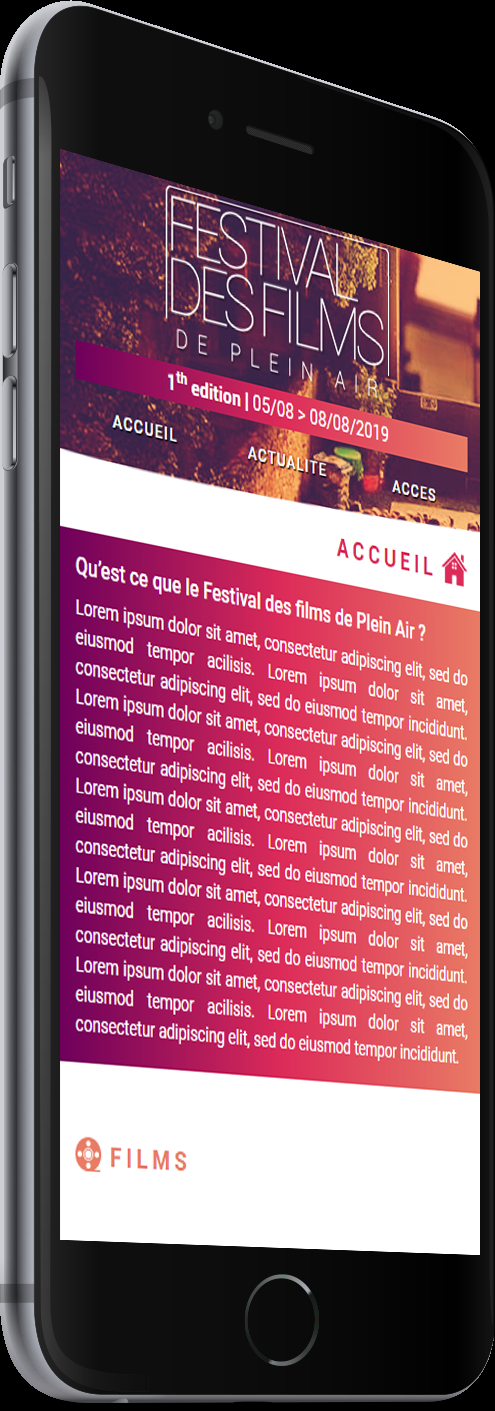 FESTIVAL
DES FILMS
DE PLEIN AIR
1th edition | 05/08 > 08/08/2019
ACCUEIL
ACTUALITE
ACCES
ACCUEIL
Qu'est ce que le Festival des films de Plein Air ?
Lorem ipsum dolor sit amet, consectetur adipiscing elit, sed do
eiusmod tempor acilisis. Lorem ipsum dolor sit amet,
consectetur adipiscing elit, sed do eiusmod tempor incididunt.
Lorem ipsum dolor sit amet, consectetur adipiscing elit, sed do
eiusmod tempor acilisis. Lorem ipsum dolor sit amet,
consectetur adipiscing elit, sed do eiusmod tempor incididunt.
Lorem ipsum dolor sit amet, consectetur adipiscing elit, sed do
eiusmod tempor acilisis. Lorem ipsum dolor sit amet,
consectetur adipiscing elit, sed do eiusmod tempor incididunt.
Lorem ipsum dolor sit amet, consectetur adipiscing elit, sed do
eiusmod tempor acilisis. Lorem ipsum dolor sit amet,
consectetur adipiscing elit, sed do eiusmod tempor incididunt.
Lorem ipsum dolor sit amet, consectetur adipiscing elit, sed do
eiusmod tempor acilisis. Lorem ipsum dolor sit amet,
consectetur adipiscing elit, sed do eiusmod tempor incididunt.
FILMS